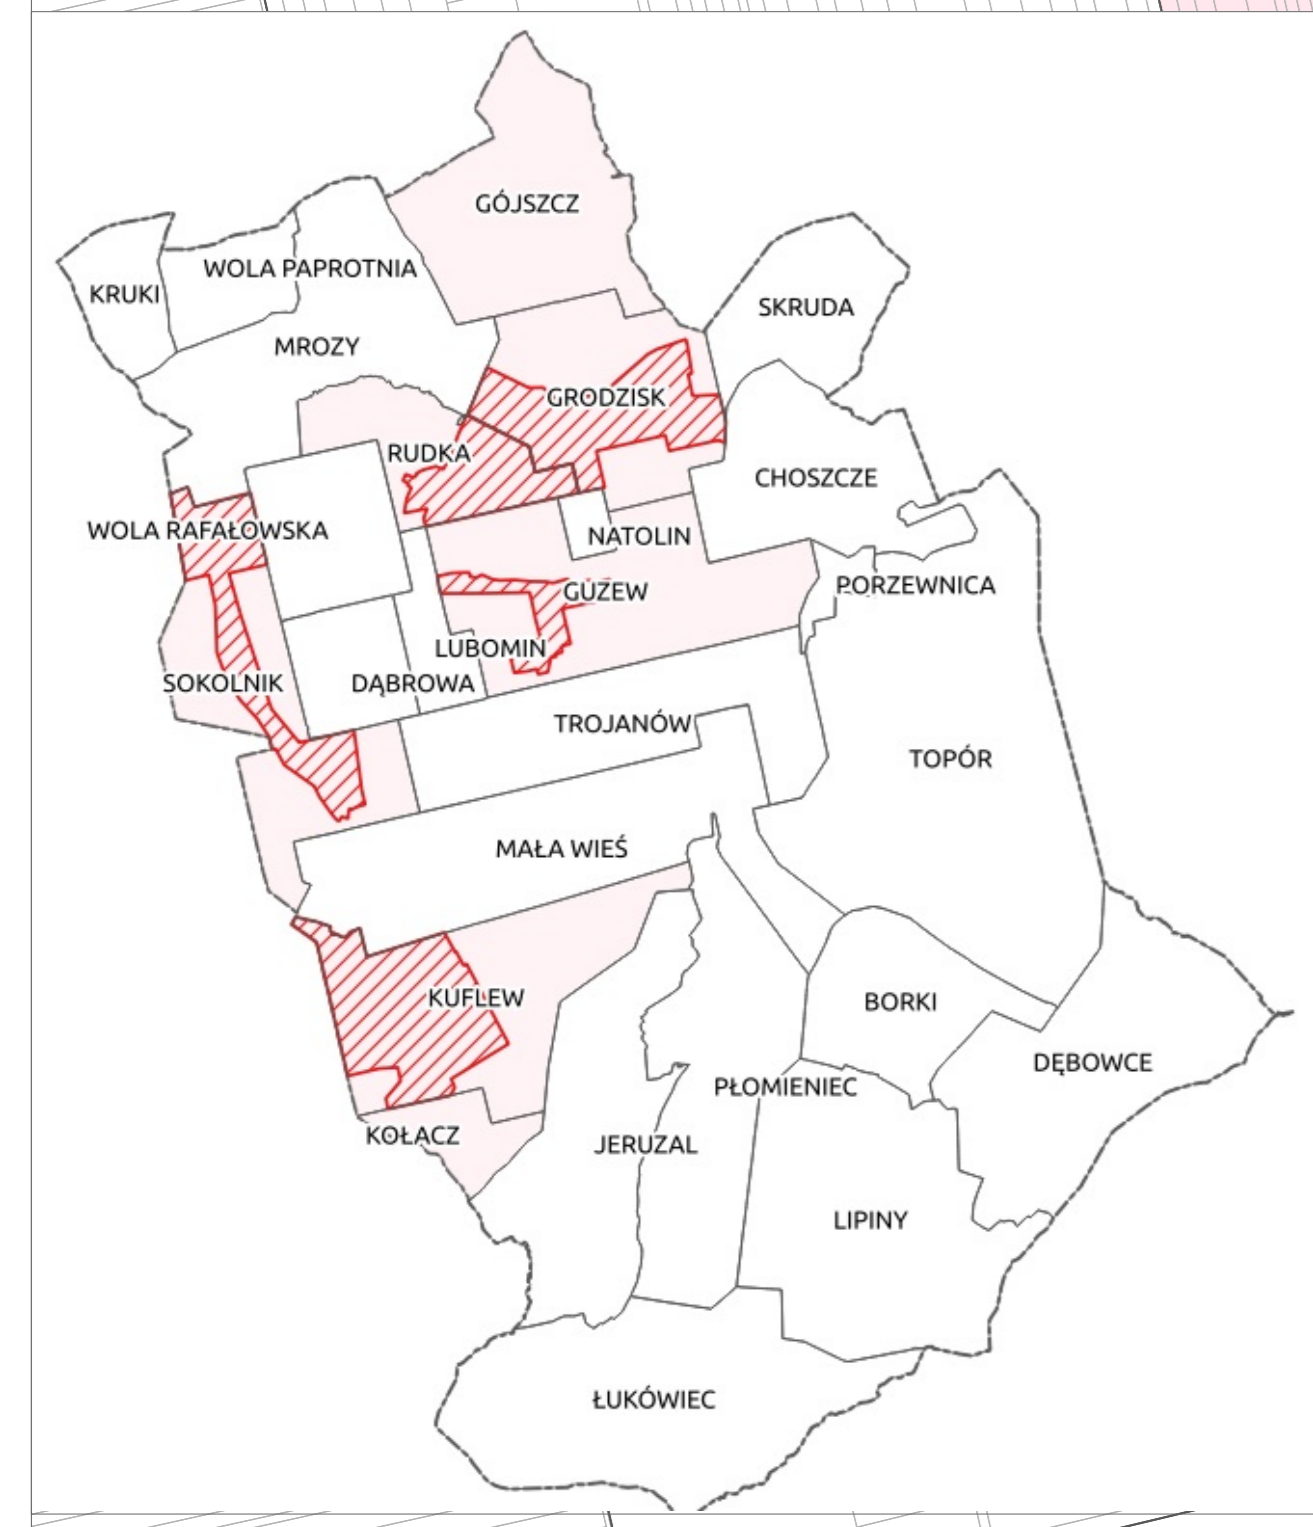 GÓJSZCZ
WOLA PAPROTNIA
KRUKI
SKRUDA
MROZY
GRODZISK
RUDKA
CHOSZCZE
WOLA RAFAŁOWSKA
NATOLIN
PORZEWNICA
GUZEW
LUBOMIN
SOKOLNIK
DĄBROWA
TROJANÓW
TOPÓR
MAŁA WIEŚ
KUFLEW
BORKI
DĘBOWCE
PŁOMIENIEC
KOŁACZ
JERUZAL
LIPINY
ŁUKÓWIEC